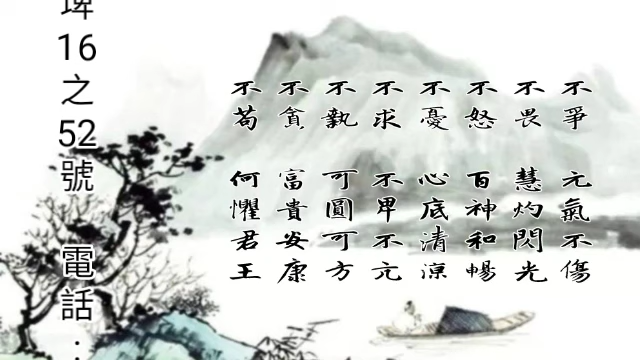 不爭 元氣不傷
不畏 慧灼閃光
不怒 百神和暢
不憂 心底清涼
不求 不卑不亢
不執 可圓可方
不貪 富貴安康
不苟 何懼君王
埤16之52號 電話：